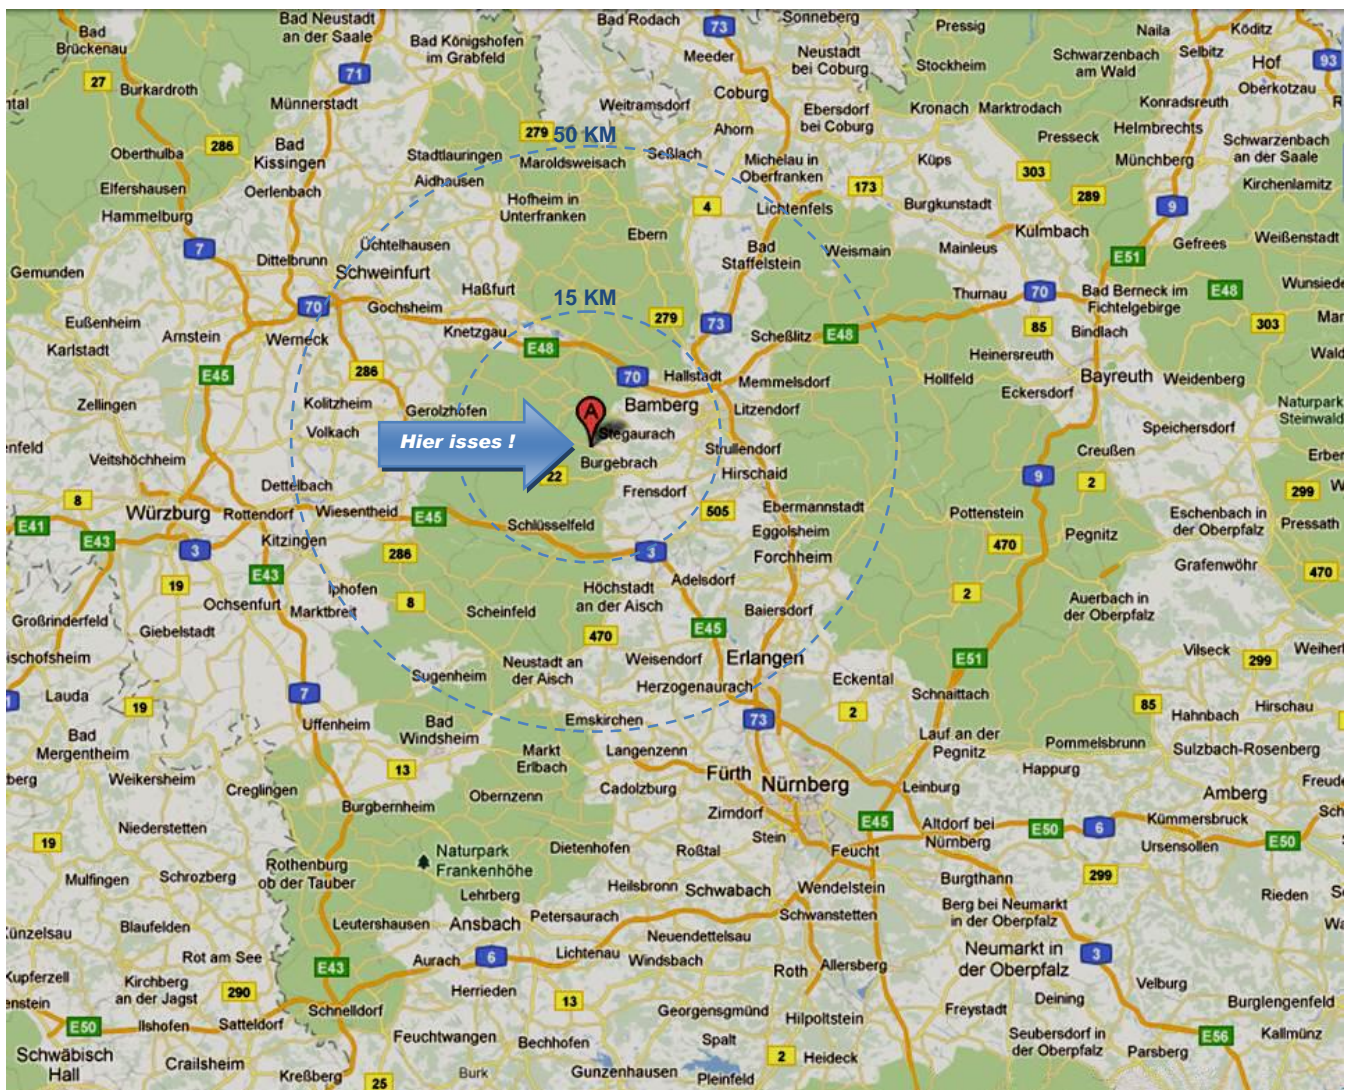 Bad Neustadt
an der Saale
Bad Rodach
73
Sonneberg
Pressig
Naila
Köditz
Bad
Brückenau
Bad Königshofen
im Grabfeld
Meeder
Neustadt
bei Coburg
Stockheim
Schwarzenbach
am Wald
Selbitz
Hof
93
27
Burkardroth
71
Münnerstadt
Weitramsdorf
Coburg
Ebersdorf
bei Coburg
Kronach
Marktrodach
Konradsreuth
Oberkotzau
279
50 KM
Ahorn
Presseck
Helmbrechts
Schwarzenbach
an der Saale
Oberthulba
286
Bad
Kissingen
Stadtlauringen
Maroldsweisach
Seßlach
Michelau in
Oberfranken
Küps
303
Münchberg
Elfershausen
Oerlenbach
Aidhausen
Hofheim in
Unterfranken
4
173
Lichtenfels
Burgkunstadt
289
9
Kirchenlamitz
Hammelburg
7
Üchtelhausen
Ebern
Bad
Staffelstein
Weismain
Mainleus
Kulmbach
E51
Gefrees
Weißenstadt
Gemunden
Dittelbrunn
Schweinfurt
Haßfurt
15 KM
Thurnau
70
Bad Berneck im
Fichtelgebirge
E48
Wunsiede
70
Gochsheim
Knetzgau
279
73
Scheßlitz
E48
85
Bindlach
303
Mar
Eußenheim
Karlstadt
Arnstein
Werneck
E48
Heinersreuth
Wald
E45
286
70
Hallstadt
Memmelsdorf
Hollfeld
Eckersdorf
Bayreuth
Weidenberg
Zellingen
Kolitzheim
Gerolzhofen
Bamberg
Litzendorf
Naturpark
Steinwald
Volkach
Hier isses !
A
Stegaurach
Strullendorf
Speichersdorf
Creußen
enfeld
Veitshöchheim
Burgebrach
22
Hirschaid
9
2
Erber
Dettelbach
Frensdorf
299
8
Würzburg
Rottendorf
Wiesentheid
E45
Schlüsselfeld
505
Ebermannstadt
Eggolsheim
Pottenstein
Pegnitz
Eschenbach in
der Oberpfalz
Pressath
E41
E43
3
Kitzingen
286
3
Forchheim
470
Grafenwöhr
470
19
E43
Iphofen
8
Höchstadt
an der Aisch
Adelsdorf
2
Auerbach in
der Oberpfalz
Ochsenfurt
Marktbreit
Scheinfeld
Baiersdorf
Großrinderfeld
Giebelstadt
470
E45
ischofsheim
Sugenheim
Neustadt an
der Aisch
Weisendorf
Erlangen
E51
Vilseck
299
Weiherl
Lauda
19
7
Herzogenaurach
Eckental
Schnaittach
85
Hahnbach
Hirschau
Uffenheim
Bad
Windsheim
Emskirchen
73
2
Lauf an der
Pegnitz
Pommelsbrunn
Sulzbach-Rosenberg
Bad
Mergentheim
Markt
Erlbach
Langenzenn
Fürth
Nürnberg
Happurg
berg
Weikersheim
Creglingen
13
Obernzenn
Cadolzburg
Leinburg
Amberg
Freude
Burgbernheim
Zirndorf
E45
Altdorf bei
Nürnberg
E50
6
Kümmersbruck
Sch
19
Niederstetten
Stein
Ursensollen
E50
Rothenburg
ob der Tauber
Naturpark
Frankenhöhe
Dietenhofen
Roßtal
Feucht
Mulfingen
Schrozberg
Lehrberg
Heilsbronn
Schwabach
Wendelstein
Burgthann
299
Rieden
Künzelsau
Blaufelden
Leutershausen
Ansbach
Petersaurach
Schwanstetten
Berg bei Neumarkt
in der Oberpfalz
Neuendettelsau
Rot am See
E43
Aurach
6
Lichtenau
Windsbach
Roth
Allersberg
Neumarkt in
der Oberpfalz
3
Kupferzell
Kirchberg
an der Jagst
290
Herrieden
13
Velburg
enstein
Schnelldorf
Georgensgmünd
Hilpoltstein
Freystadt
Deining
Burglengenfeld
E50
Ilshofen
Satteldorf
Feuchtwangen
Bechhofen
Spalt
Seubersdorf in
der Oberpfalz
E56
Kallmünz
Schwäbisch
Hall
Crailsheim
Kreßberg
25
Burk
Gunzenhausen
Pleinfeld
2
Heideck
Parsberg